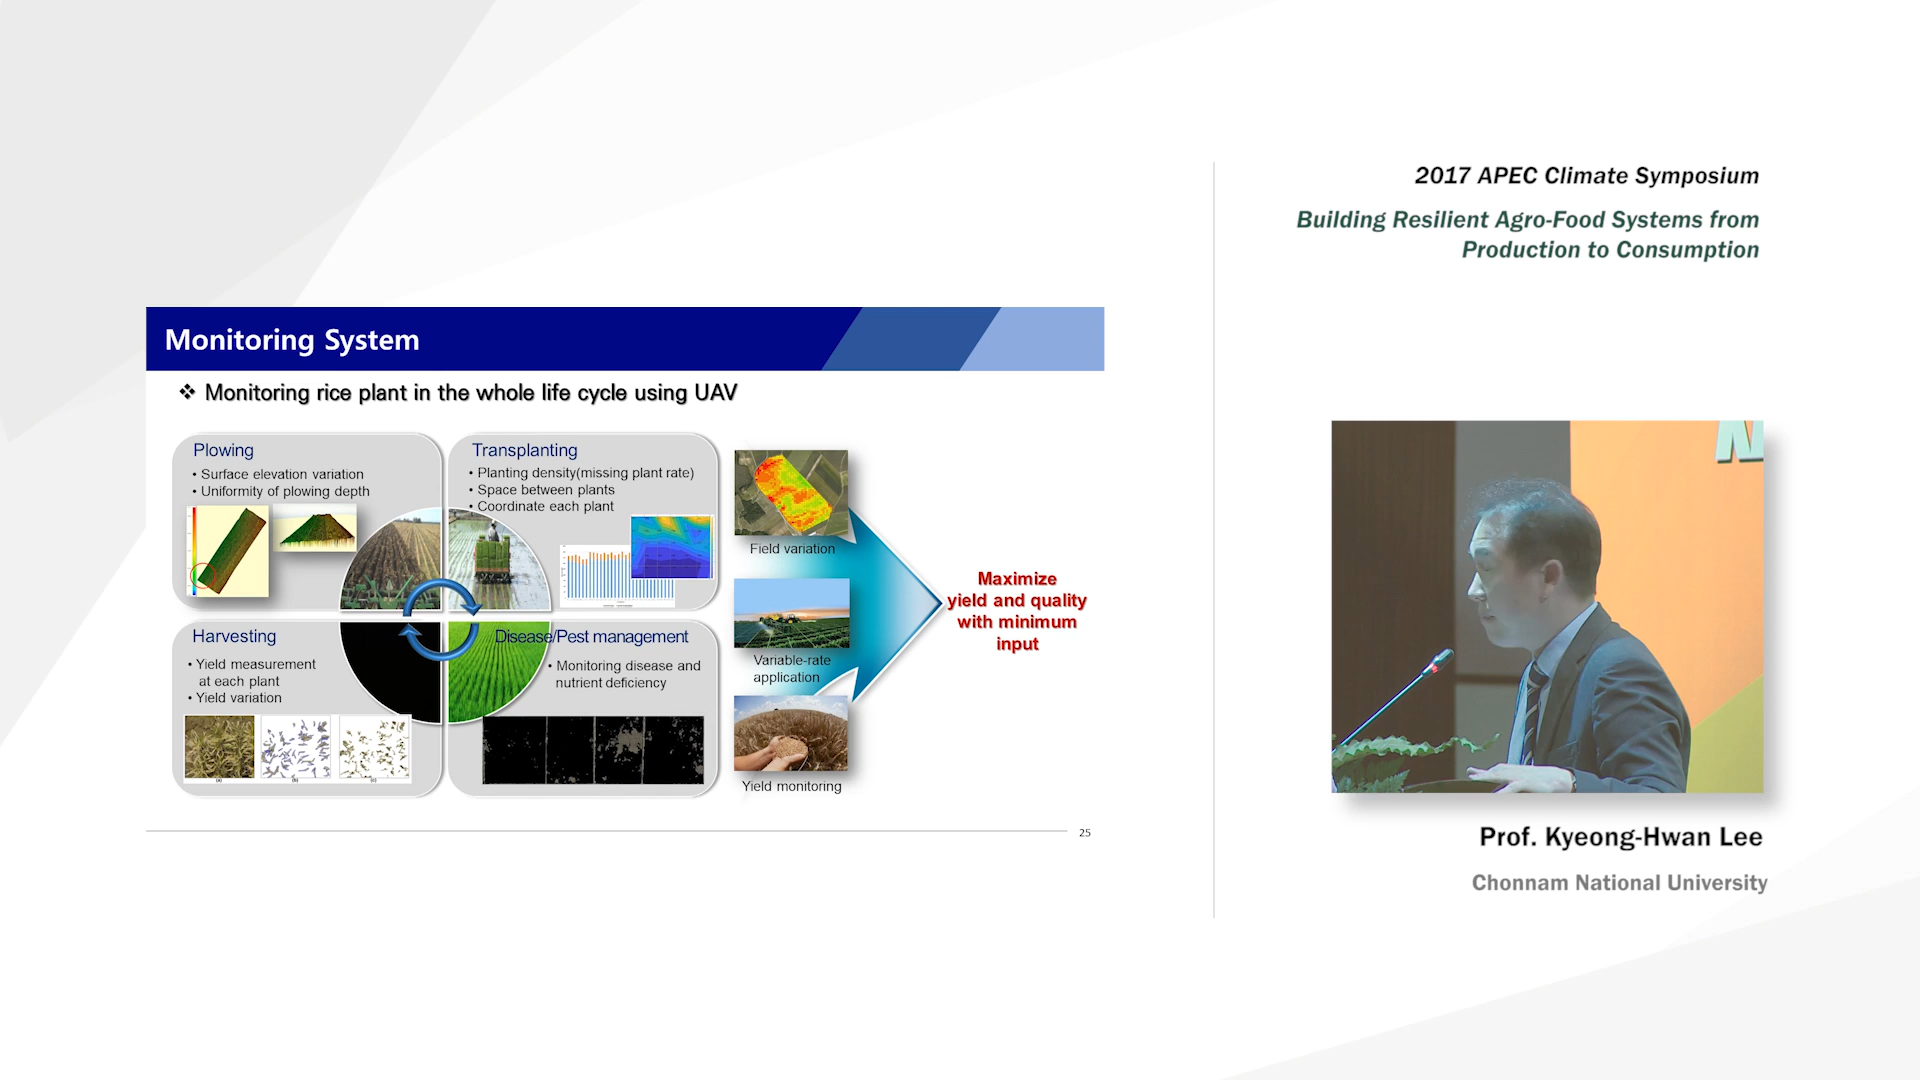 2017 APEC Climate Symposium
Building Resilient Agro-Food Systems from
Production to Consumption
Monitoring System
❖ Monitoring rice plant in the whole life cycle using UAV
Plowing
• Surface elevation variation
• Uniformity of plowing depth
Transplanting
• Planting density(missing plant rate)
• Space between plants
• Coordinate each plant
Harvesting
• Yield measurement
at each plant
• Yield variation
(a)
(b)
(c)
Disease/Pest management
• Monitoring disease and
nutrient deficiency
Field variation
Variable-rate
application
Yield monitoring
Maximize
yield and quality
with minimum
input
25
N
Prof. Kyeong-Hwan Lee
Chonnam National University